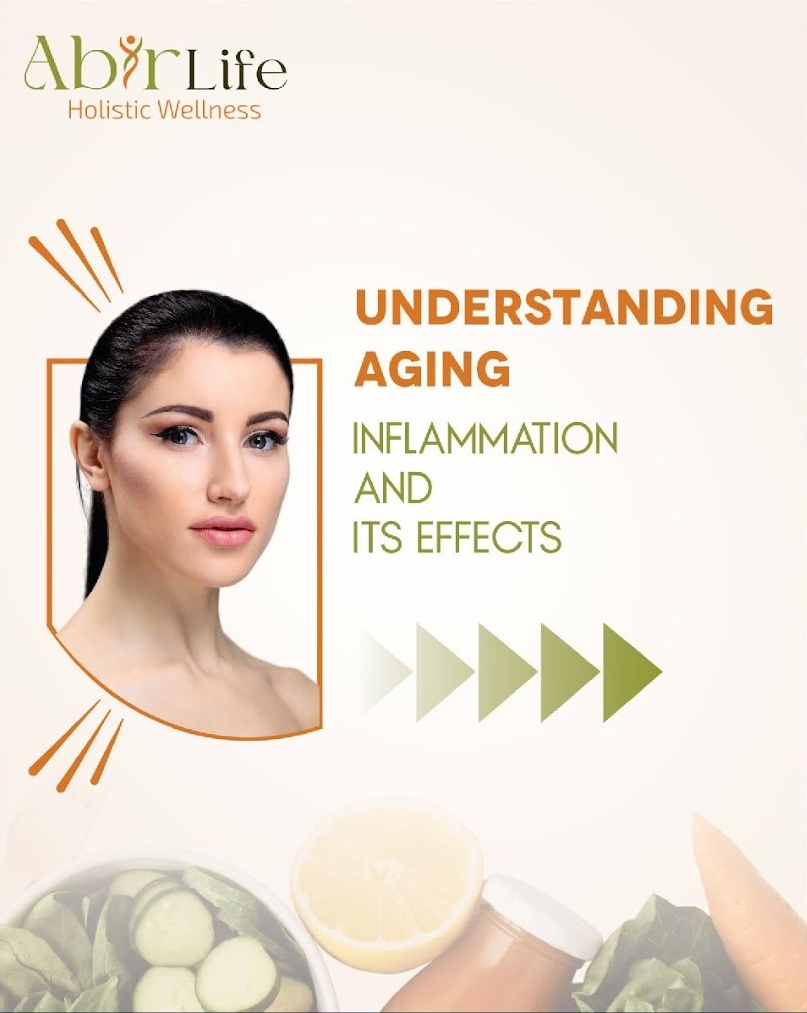 AbirLife
Holistic Wellness
UNDERSTANDING
AGING
INFLAMMATION
AND
ITS EFFECTS